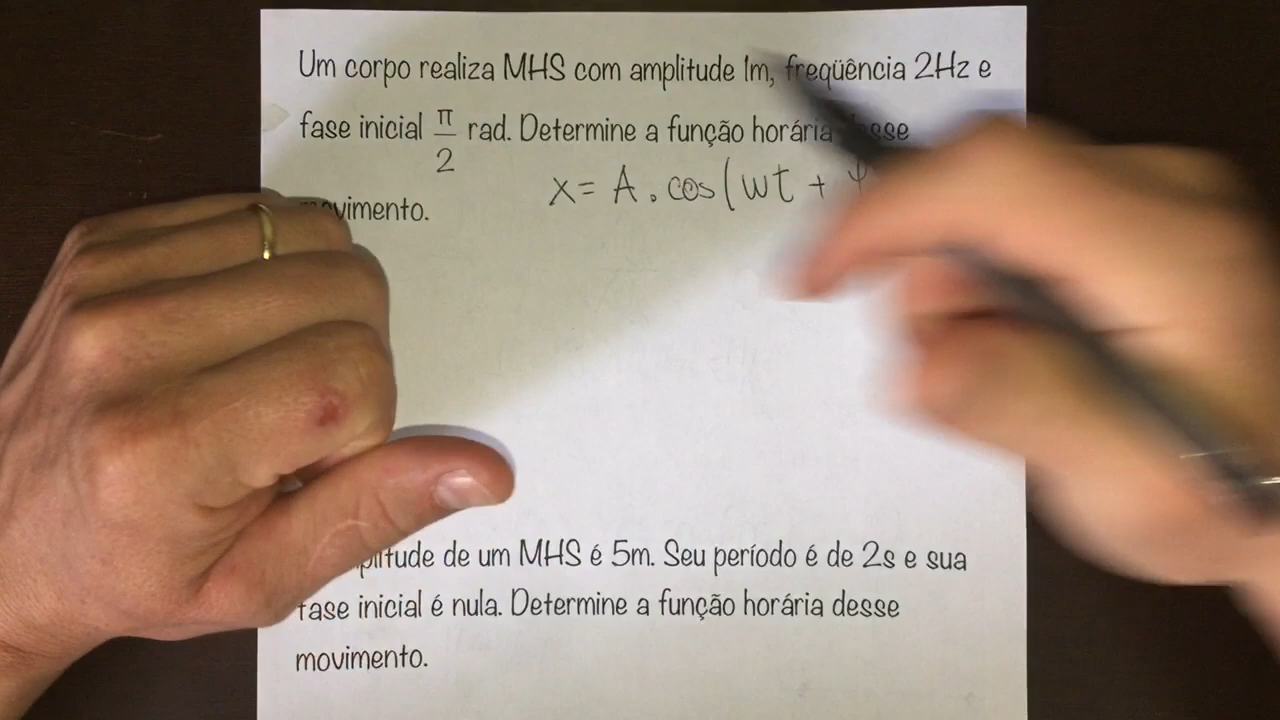 Um corpo realiza MHS com amplitude 1m, freqüência 2Hz e
fase inicial π/2 rad. Determine a função horária
x= A . cos(wt + φ
movimento.
de um MHS é 5m. Seu período é de 2s e sua
fase inicial é nula. Determine a função horária desse
movimento.